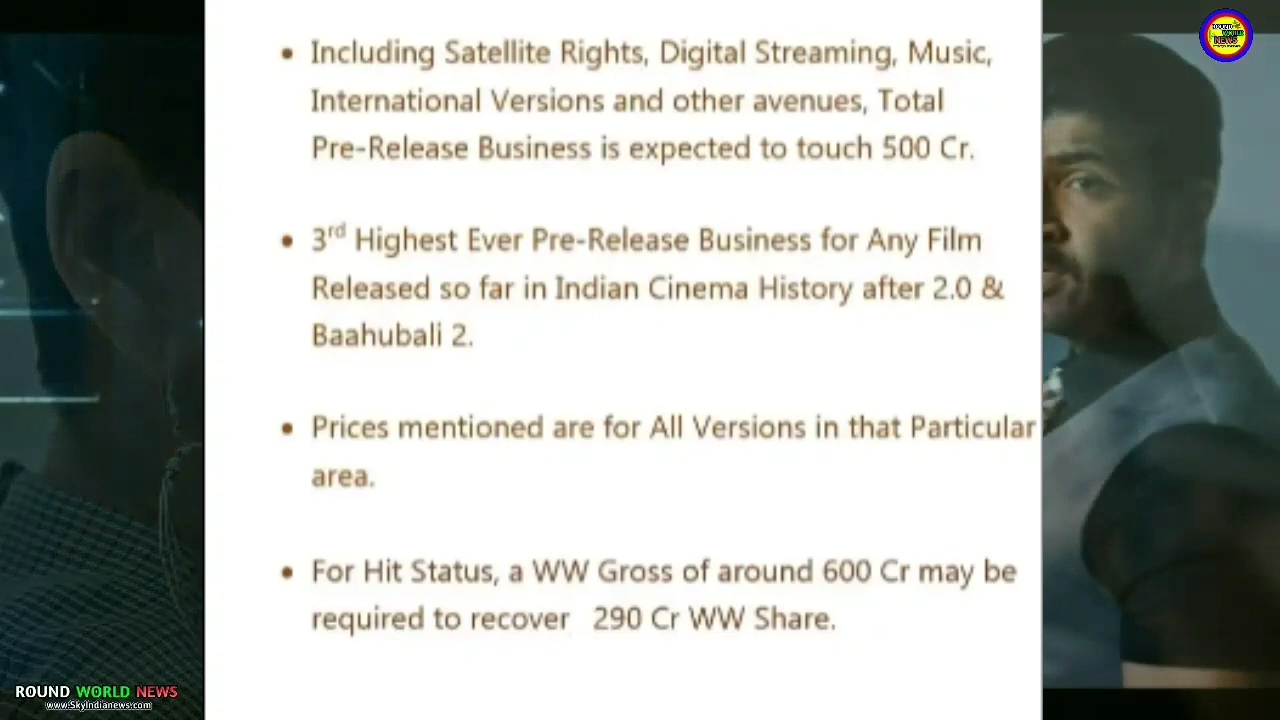 • Including Satellite Rights, Digital Streaming, Music,
International Versions and other avenues, Total
Pre-Release Business is expected to touch 500 Cr.
• 3rd Highest Ever Pre-Release Business for Any Film
Released so far in Indian Cinema History after 2.0 &
Baahubali 2.
• Prices mentioned are for All Versions in that Particular
area.
• For Hit Status, a WW Gross of around 600 Cr may be
required to recover 290 Cr WW Share.
ROUND WORLD NEWS
www.SkyIndianews.com
ROUND
WORLD
NEWS